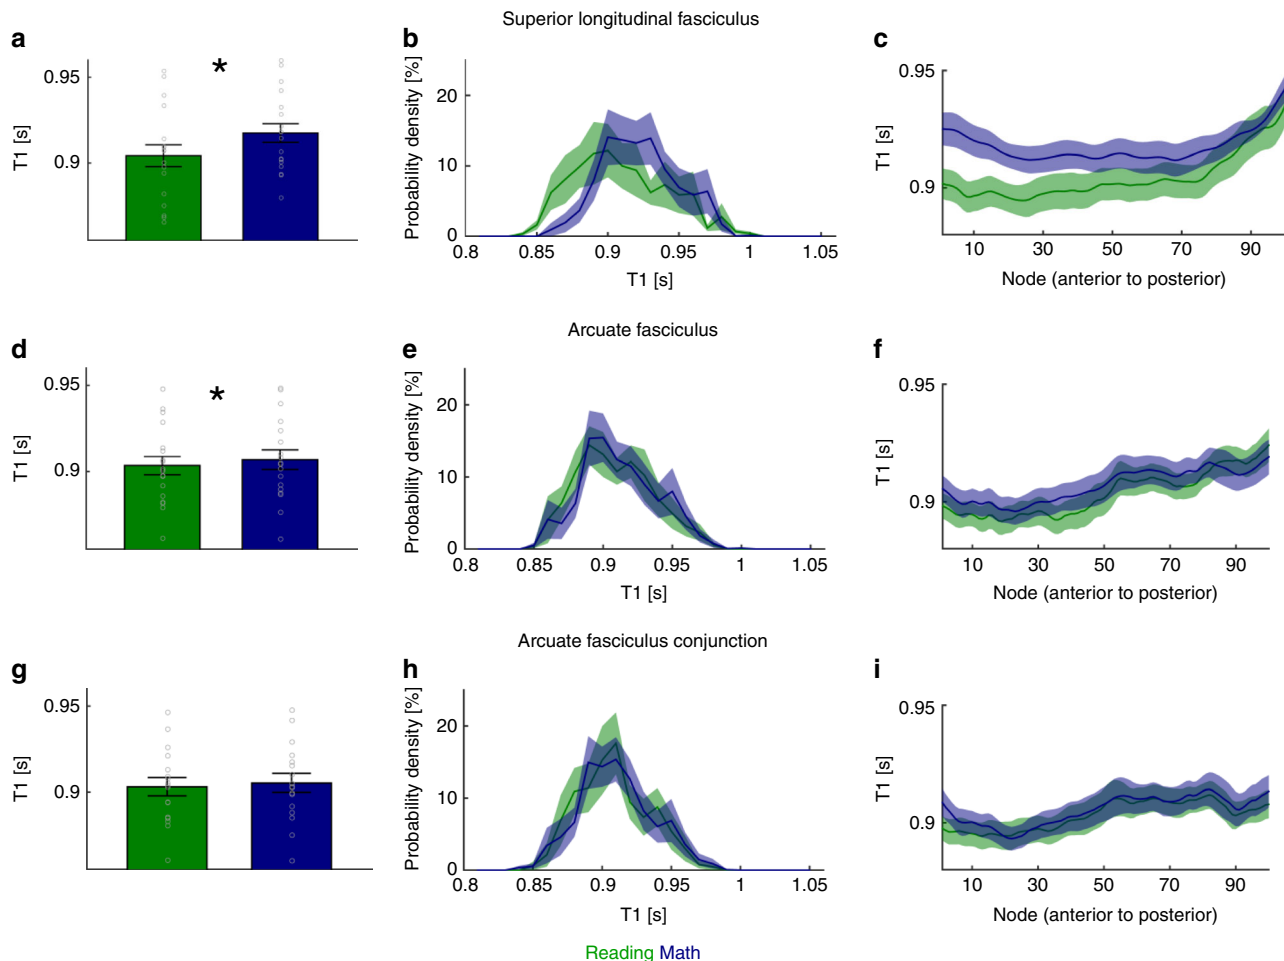 Superior longitudinal fasciculus
a
b
c
T1 [s]
0.95
0.9
*
Probability density [%]
20
10
0
0.8 0.85 0.9 0.95 1 1.05
T1 [s]
T1 [s]
0.95
0.9
10 30 50 70 90
Node (anterior to posterior)
Arcuate fasciculus
d
e
f
T1 [s]
0.95
0.9
*
Probability density [%]
20
10
0
0.8 0.85 0.9 0.95 1 1.05
T1 [s]
T1 [s]
0.95
0.9
10 30 50 70 90
Node (anterior to posterior)
Arcuate fasciculus conjunction
g
h
i
T1 [s]
0.95
0.9
Probability density [%]
20
10
0
0.8 0.85 0.9 0.95 1 1.05
T1 [s]
T1 [s]
0.95
0.9
10 30 50 70 90
Node (anterior to posterior)
Reading Math